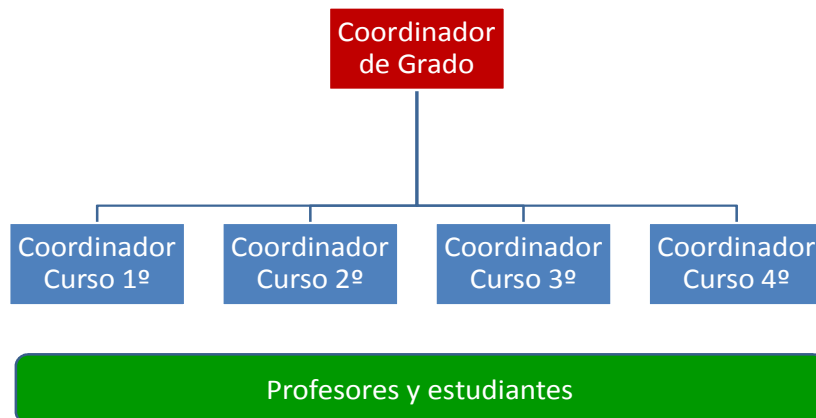 Coordinador
de Grado
Coordinador
Curso 1º
Coordinador
Curso 2º
Coordinador
Curso 3º
Coordinador
Curso 4º
Profesores y estudiantes